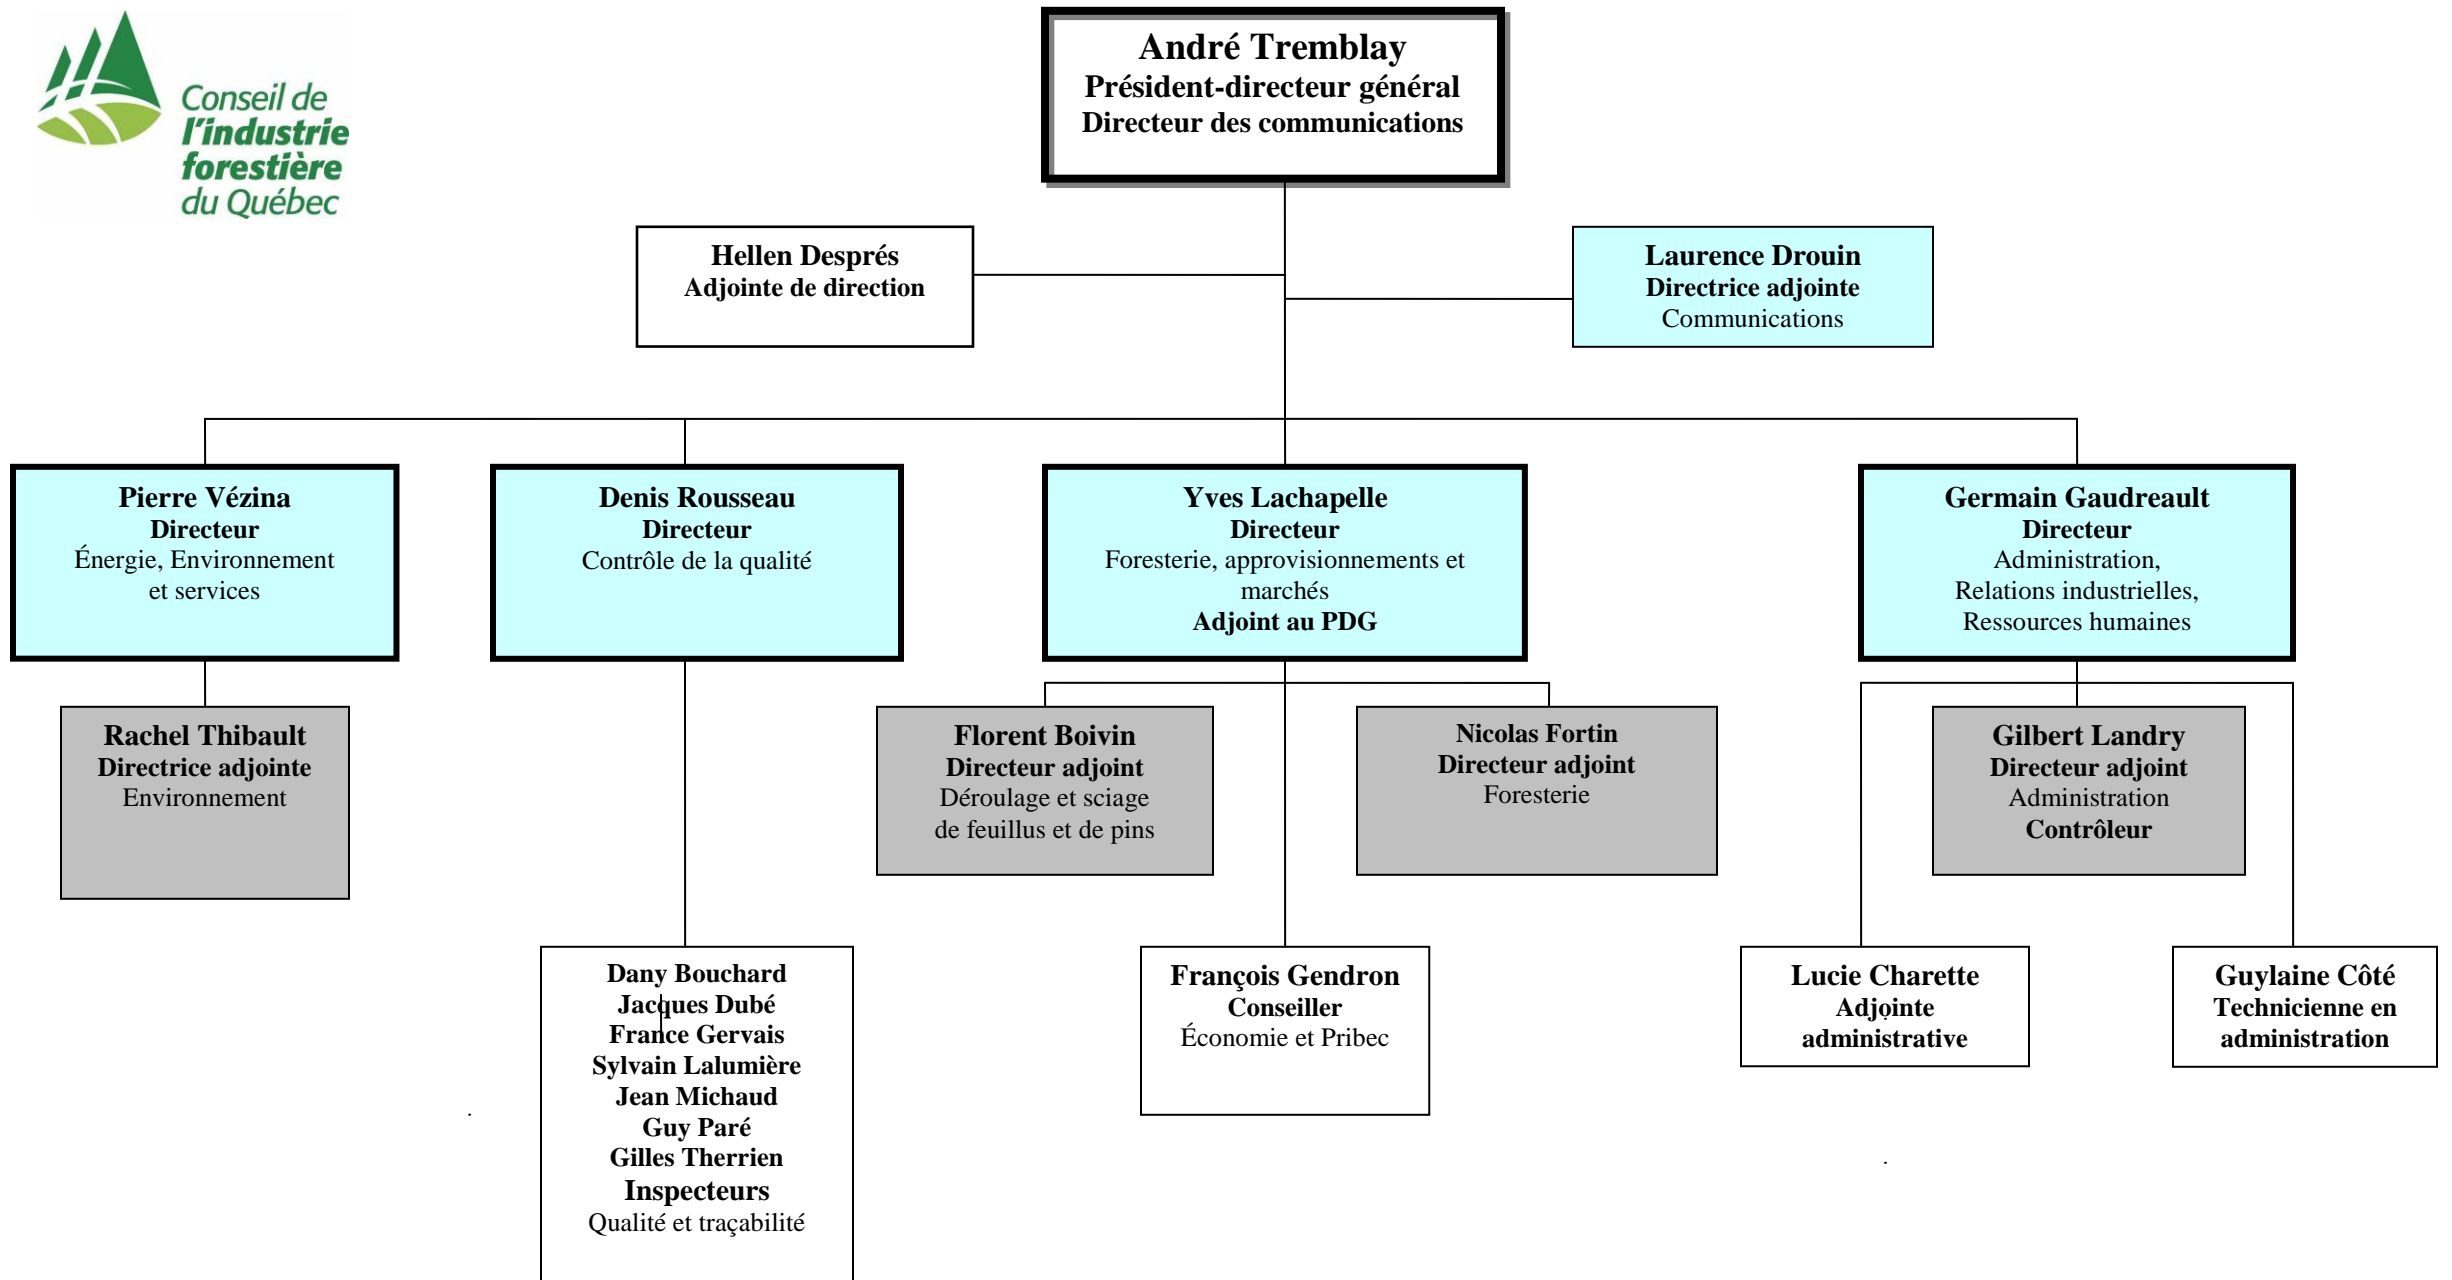 Conseil de
l'industrie
forestière
du Québec
André Tremblay
Président-directeur général
Directeur des communications
Hellen Després
Adjointe de direction
Laurence Drouin
Directrice adjointe
Communications
Pierre Vézina
Directeur
Énergie, Environnement
et services
Denis Rousseau
Directeur
Contrôle de la qualité
Yves Lachapelle
Directeur
Foresterie, approvisionnements et
marchés
Adjoint au PDG
Germain Gaudreault
Directeur
Administration,
Relations industrielles,
Ressources humaines
Rachel Thibault
Directrice adjointe
Environnement
Florent Boivin
Directeur adjoint
Déroulage et sciage
de feuillus et de pins
Nicolas Fortin
Directeur adjoint
Foresterie
Gilbert Landry
Directeur adjoint
Administration
Contrôleur
Dany Bouchard
Jacques Dubé
France Gervais
Sylvain Lalumière
Jean Michaud
Guy Paré
Gilles Therrien
Inspecteurs
Qualité et traçabilité
François Gendron
Conseiller
Économie et Pribec
Lucie Charette
Adjointe
administrative
Guylaine Côté
Technicienne en
administration